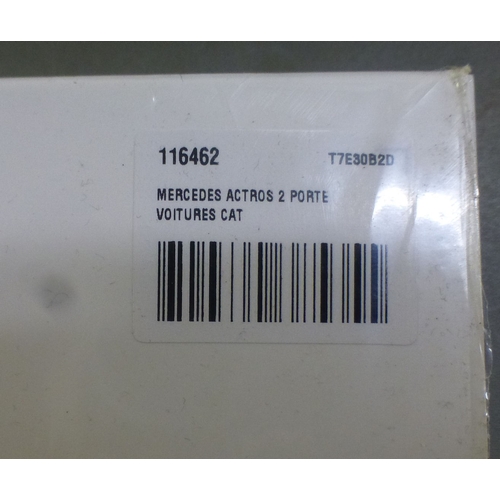 116462 T7E30B2D
MERCEDES ACTROS 2 PORTE
VOITURES CAT